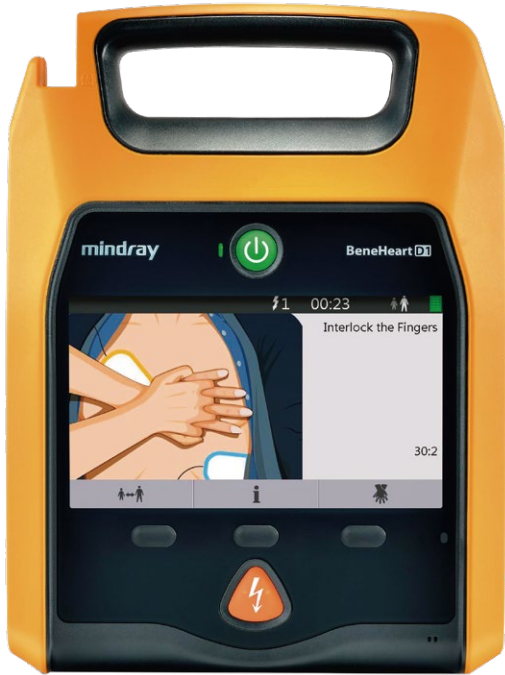 mindray
BeneHeart D1
1 00:23
Interlock the Fingers
30:2
i